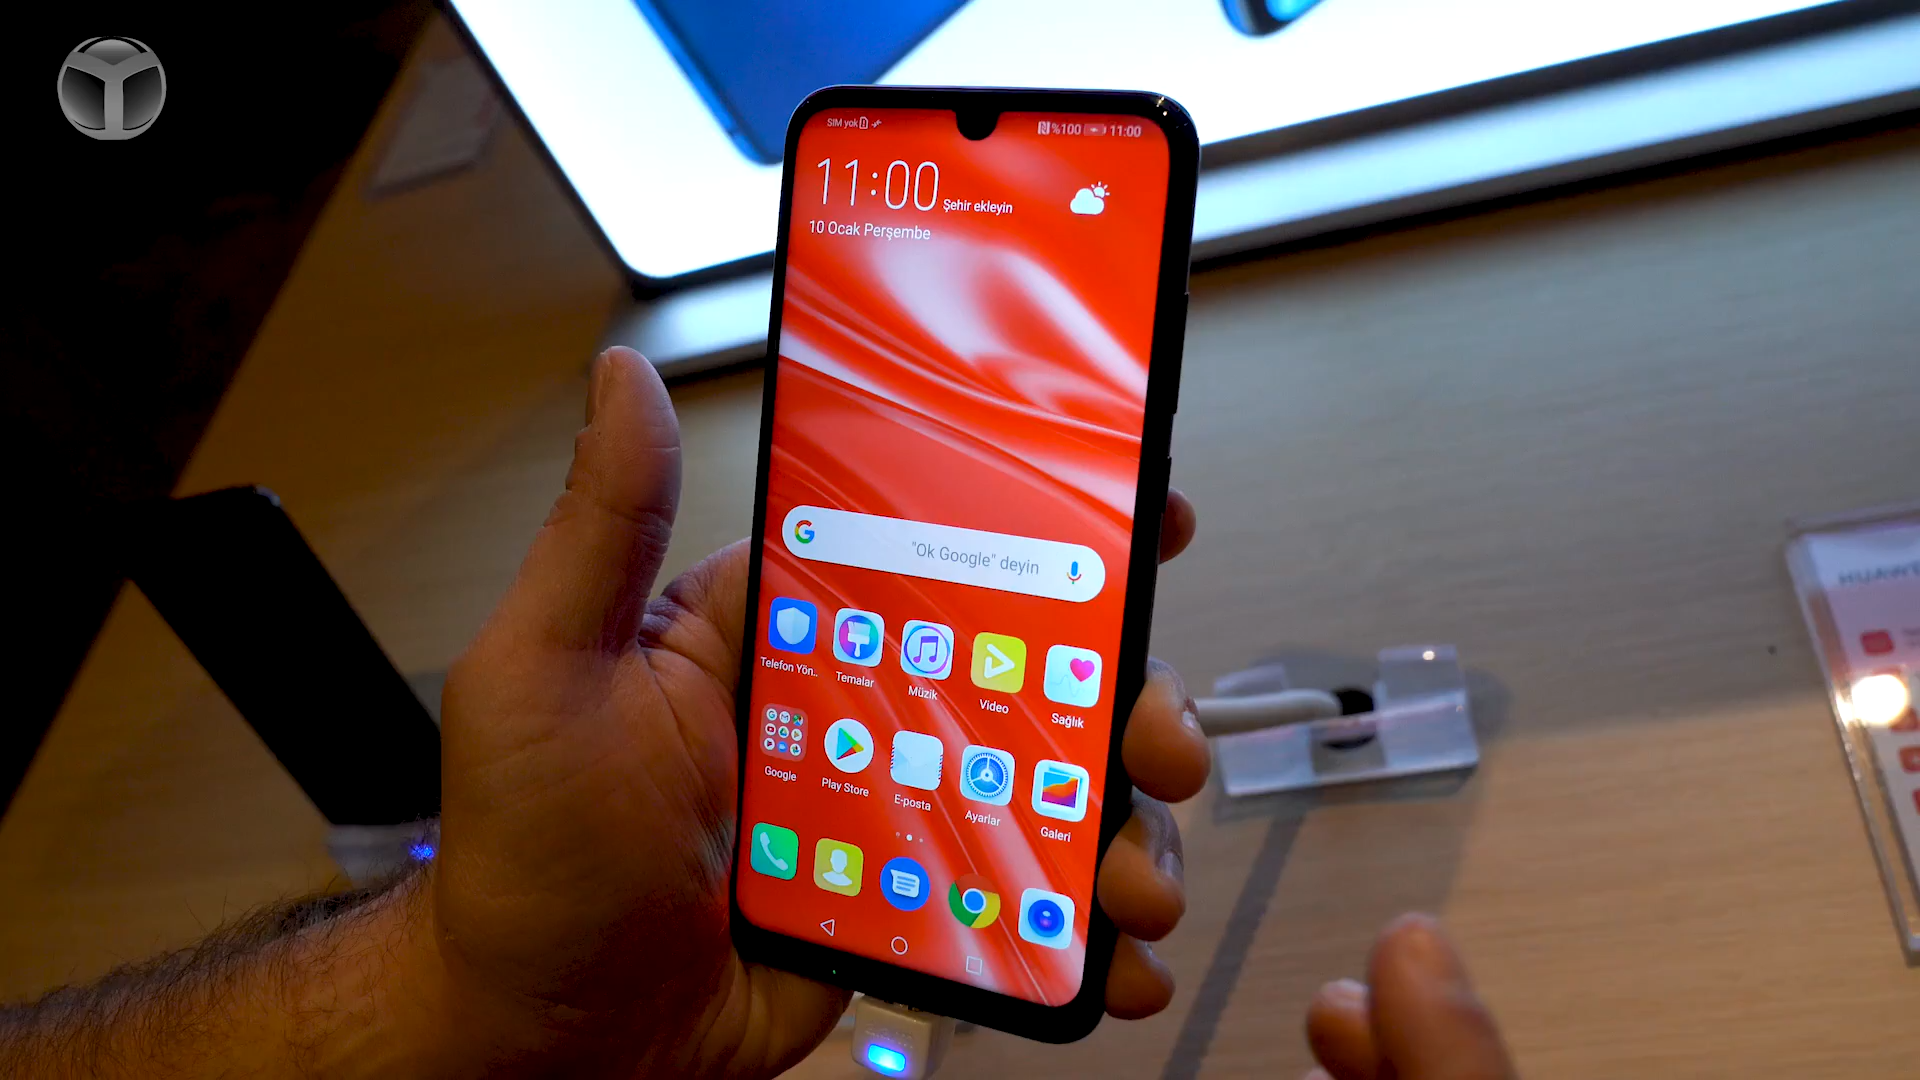 SIM yok
%100 11:00
11:00 Şehir ekleyin
10 Ocak Perşembe
"Ok Google" deyin
Telefon Yön.. Temalar Müzik Video Sağlık
Google Play Store E-posta Ayarlar Galeri